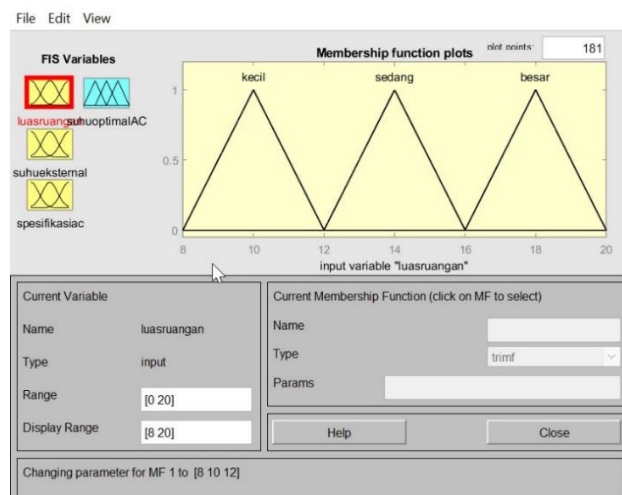 File Edit View
FIS Variables
luasruangan suhuoptimalAC
suhueksternal
spesifikasiac
Membership function plots
plot points: 181
kecil sedang besar
1
0.5
0
8 10 12 14 16 18 20
input variable "luasruangan"
Current Variable
Name luasruangan
Type input
Range [0 20]
Display Range [8 20]
Current Membership Function (click on MF to select)
Name
Type trimf
Params
Help Close
Changing parameter for MF 1 to [8 10 12]